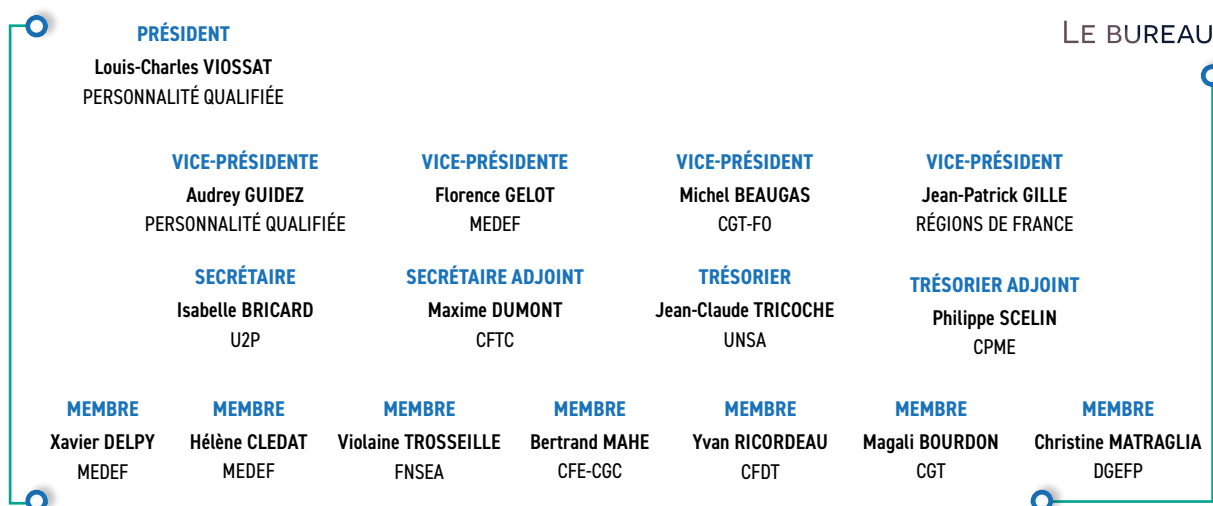 LE BUREAU
PRÉSIDENT
Louis-Charles VIOSSAT
PERSONNALITÉ QUALIFIÉE
VICE-PRÉSIDENTE
Audrey GUIDEZ
PERSONNALITÉ QUALIFIÉE
VICE-PRÉSIDENTE
Florence GELOT
MEDEF
VICE-PRÉSIDENT
Michel BEAUGAS
CGT-FO
VICE-PRÉSIDENT
Jean-Patrick GILLE
RÉGIONS DE FRANCE
SECRÉTAIRE
Isabelle BRICARD
U2P
SECRÉTAIRE ADJOINT
Maxime DUMONT
CFTC
TRÉSORIER
Jean-Claude TRICOCHE
UNSA
TRÉSORIER ADJOINT
Philippe SCELIN
CPME
MEMBRE
Xavier DELPY
MEDEF
MEMBRE
Hélène CLEDAT
MEDEF
MEMBRE
Violaine TROSSEILLE
FNSEA
MEMBRE
Bertrand MAHE
CFE-CGC
MEMBRE
Yvan RICORDEAU
CFDT
MEMBRE
Magali BOURDON
CGT
MEMBRE
Christine MATRAGLIA
DGEFP